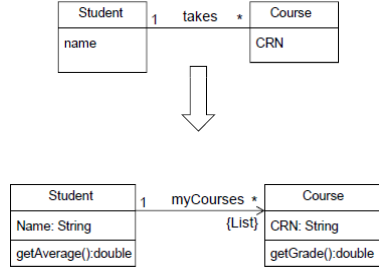 Student 1 takes * Course
name CRN
Student 1 myCourses * Course
Name: String {List} CRN: String
getAverage():double getGrade():double